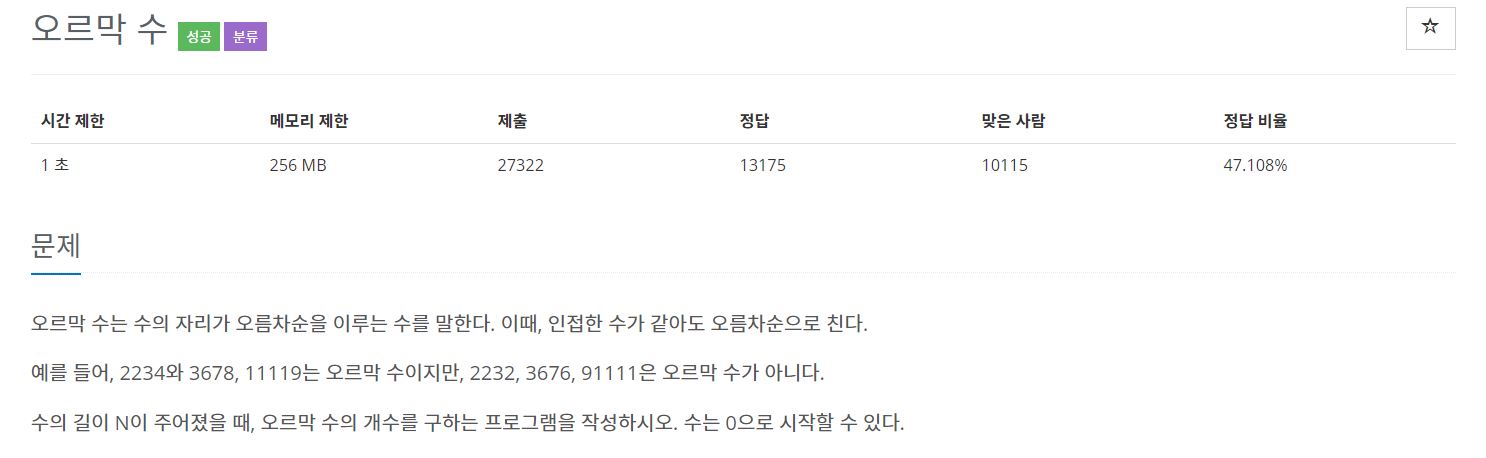 오르막 수 성공 분류
시간 제한 메모리 제한 제출 정답 맞은 사람 정답 비율
1 초 256 MB 27322 13175 10115 47.108%
문제
오르막 수는 수의 자리가 오름차순을 이루는 수를 말한다. 이때, 인접한 수가 같아도 오름차순으로 친다.
예를 들어, 2234와 3678, 11119는 오르막 수이지만, 2232, 3676, 91111은 오르막 수가 아니다.
수의 길이 N이 주어졌을 때, 오르막 수의 개수를 구하는 프로그램을 작성하시오. 수는 0으로 시작할 수 있다.